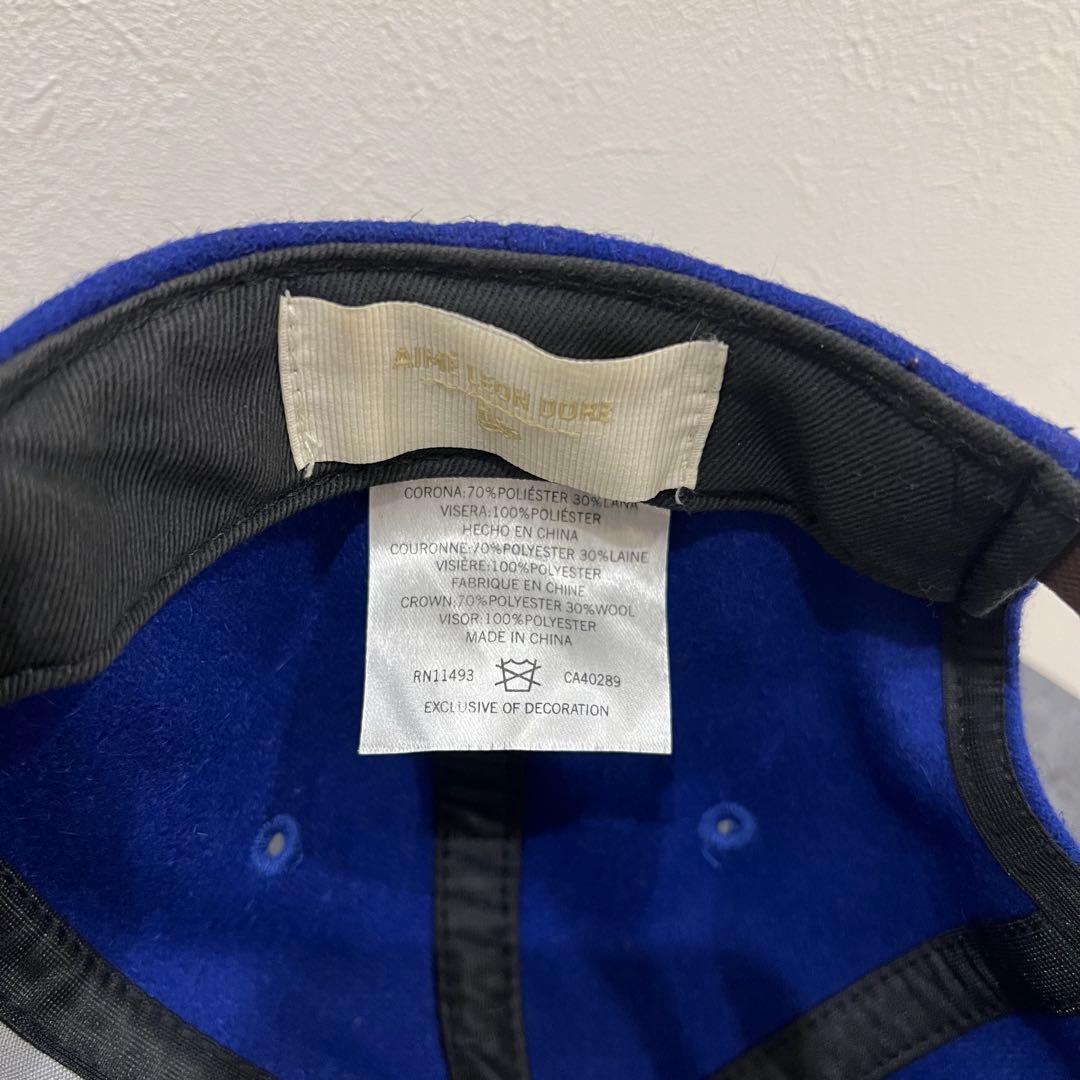 AIMÉ LEON DORE
CORONA:70%POLIÉSTER 30%LANA
VISERA:100%POLIÉSTER
HECHO EN CHINA
COURONNE:70%POLYESTER 30%LAINE
VISIÈRE:100%POLYESTER
FABRIQUE EN CHINE
CROWN:70%POLYESTER 30%WOOL
VISOR:100%POLYESTER
MADE IN CHINA
RN11493 CA40289
EXCLUSIVE OF DECORATION